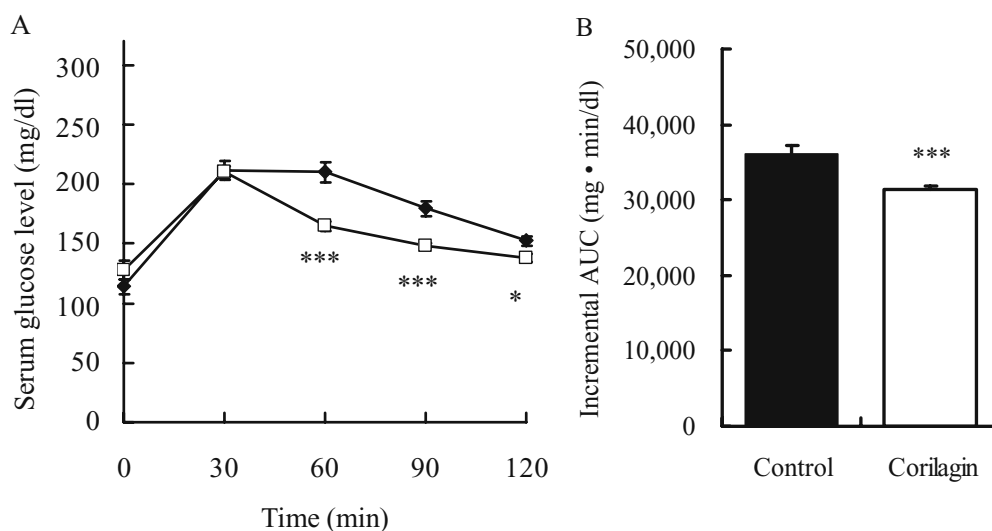 A
Serum glucose level (mg/dl)
300
250
200
150
100
50
0
***
***
*
0 30 60 90 120
Time (min)
B
Incremental AUC (mg • min/dl)
50,000
40,000
30,000
20,000
10,000
0
***
Control Corilagin